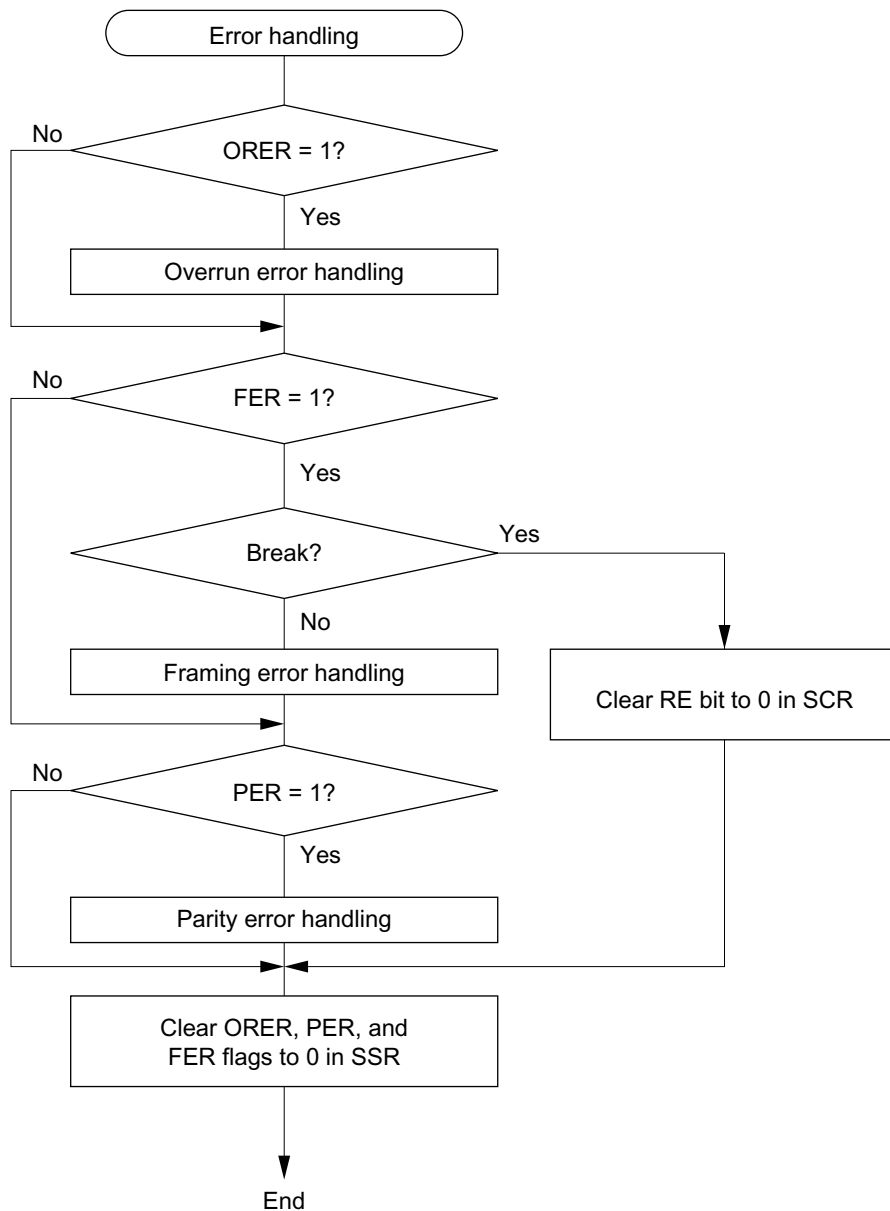 Error handling
No
ORER = 1?
Yes
Overrun error handling
No
FER = 1?
Yes
Break?
Yes
No
Framing error handling
Clear RE bit to 0 in SCR
No
PER = 1?
Yes
Parity error handling
Clear ORER, PER, and
FER flags to 0 in SSR
End